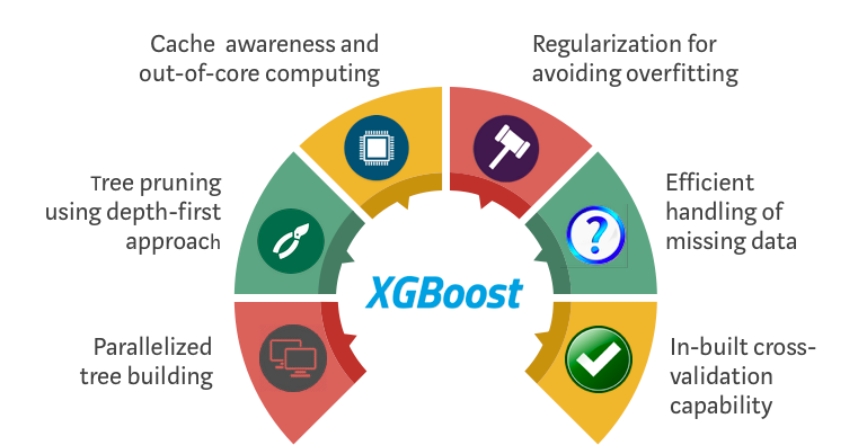 Cache awareness and
out-of-core computing
Regularization for
avoiding overfitting
Tree pruning
using depth-first
approach
Efficient
handling of
missing data
XGBoost
Parallelized
tree building
In-built cross-
validation
capability